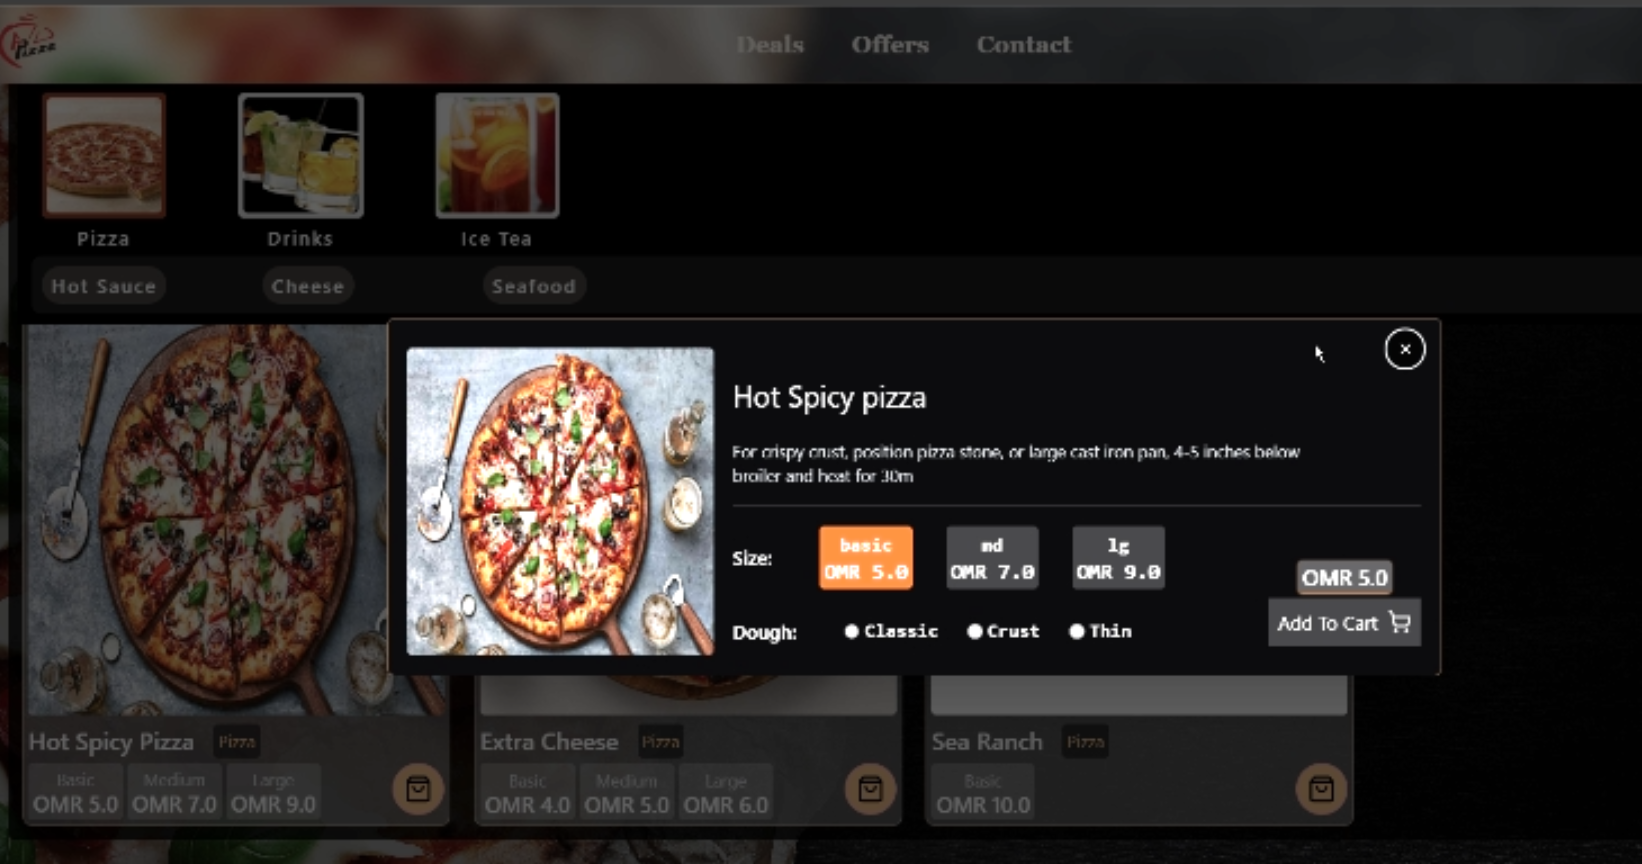 Pizza
Deals Offers Contact
Pizza Drinks Ice Tea
Hot Sauce Cheese Seafood
×
Hot Spicy pizza
For crispy crust, position pizza stone, or large cast iron pan, 4-5 inches below
broiler and heat for 30m
Size:
basic
OMR 5.0
md
OMR 7.0
lg
OMR 9.0
Dough: Classic Crust Thin
OMR 5.0
Add To Cart
Hot Spicy Pizza Pizza
Basic Medium Large
OMR 5.0 OMR 7.0 OMR 9.0
Extra Cheese Pizza
Basic Medium Large
OMR 4.0 OMR 5.0 OMR 6.0
Sea Ranch Pizza
Basic
OMR 10.0